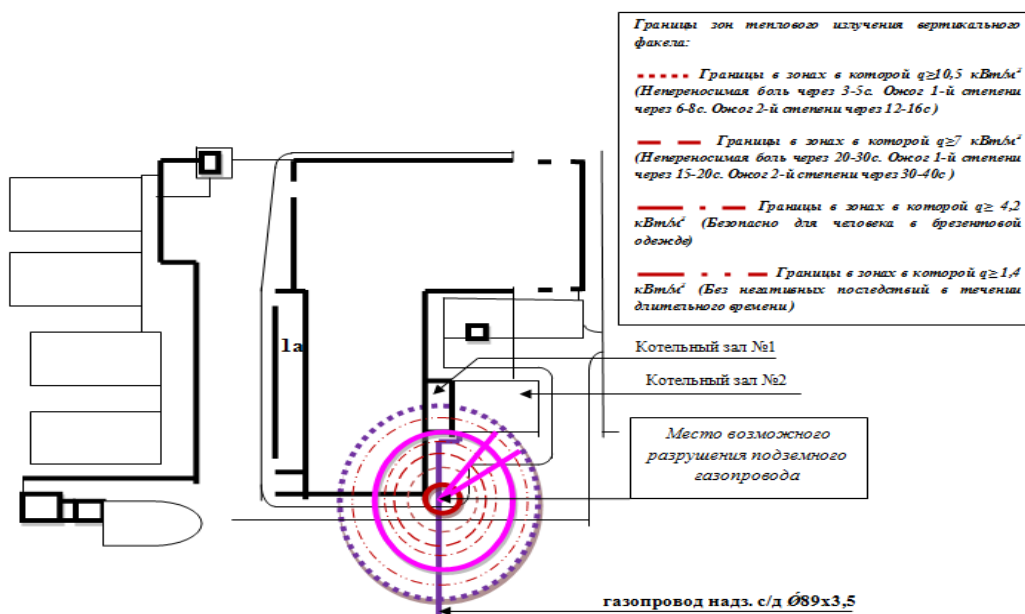 Границы зон теплового излучения вертикального
факела:
Границы в зонах в которой q≥10,5 кВт/м²
(Непереносимая боль через 3-5с. Ожог 1-й степени
через 6-8с. Ожог 2-й степени через 12-16с )
Границы в зонах в которой q≥7 кВт/м²
(Непереносимая боль через 20-30с. Ожог 1-й степени
через 15-20с. Ожог 2-й степени через 30-40с )
Границы в зонах в которой q≥ 4,2
кВт/м² (Безопасно для человека в брезентовой
одежде)
Границы в зонах в которой q≥1,4
кВт/м² (Без негативных последствий в течении
длительного времени )
1а
Котельный зал №1
Котельный зал №2
Место возможного
разрушения подземного
газопровода
газопровод надз. с/д Ǿ89х3,5